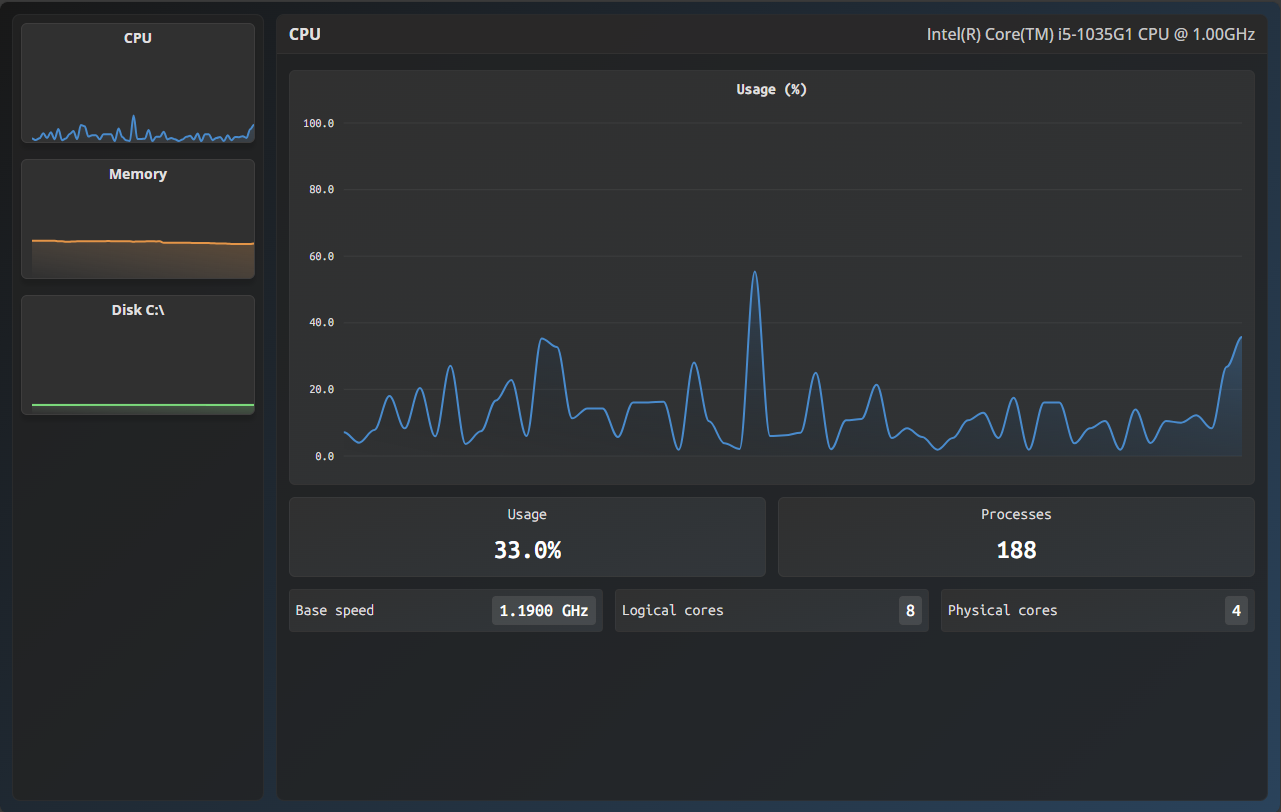 CPU
Memory
Disk C:\
CPU
Intel(R) Core(TM) i5-1035G1 CPU @ 1.00GHz
Usage (%)
100.0
80.0
60.0
40.0
20.0
0.0
Usage
33.0%
Processes
188
Base speed
1.1900 GHz
Logical cores
8
Physical cores
4